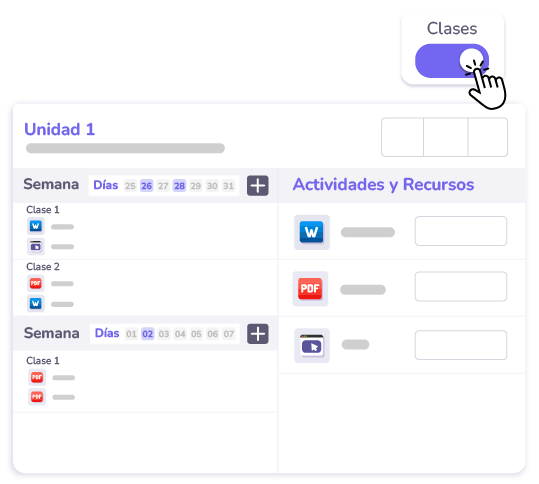 Clases
Unidad 1
Semana Días 25 26 27 28 29 30 31
Clase 1
W
Clase 2
PDF
W
Semana Días 01 02 03 04 05 06 07
Clase 1
PDF
PDF
Actividades y Recursos
W
PDF